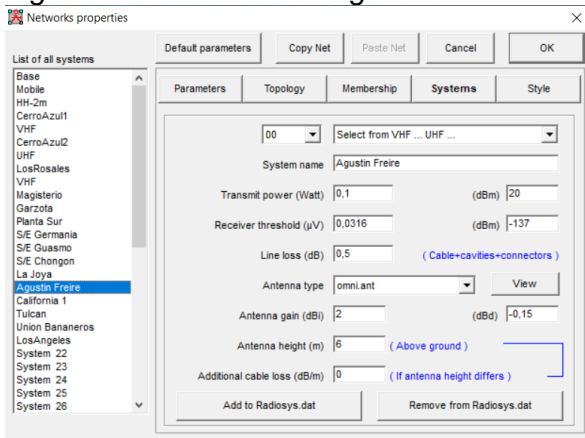 Networks properties
Default parameters
Copy Net
Paste Net
Cancel
OK
List of all systems
Base
Mobile
HH-2m
CerroAzul1
VHF
CerroAzul2
UHF
LosRosales
VHF
Magisterio
Garzota
Planta Sur
S/E Germania
S/E Guasmo
S/E Chongon
La Joya
Agustin Freire
California 1
Tulcan
Union Bananeros
LosAngeles
System 22
System 23
System 24
System 25
System 26
Parameters
Topology
Membership
Systems
Style
00
Select from VHF ... UHF ...
System name Agustin Freire
Transmit power (Watt) 0,1 (dBm) 20
Receiver threshold (µV) 0,0316 (dBm) -137
Line loss (dB) 0,5 ( Cable+cavities+connectors )
Antenna type omni.ant View
Antenna gain (dBi) 2 (dBd) -0,15
Antenna height (m) 6 ( Above ground )
Additional cable loss (dB/m) 0 ( If antenna height differs )
Add to Radiosys.dat
Remove from Radiosys.dat